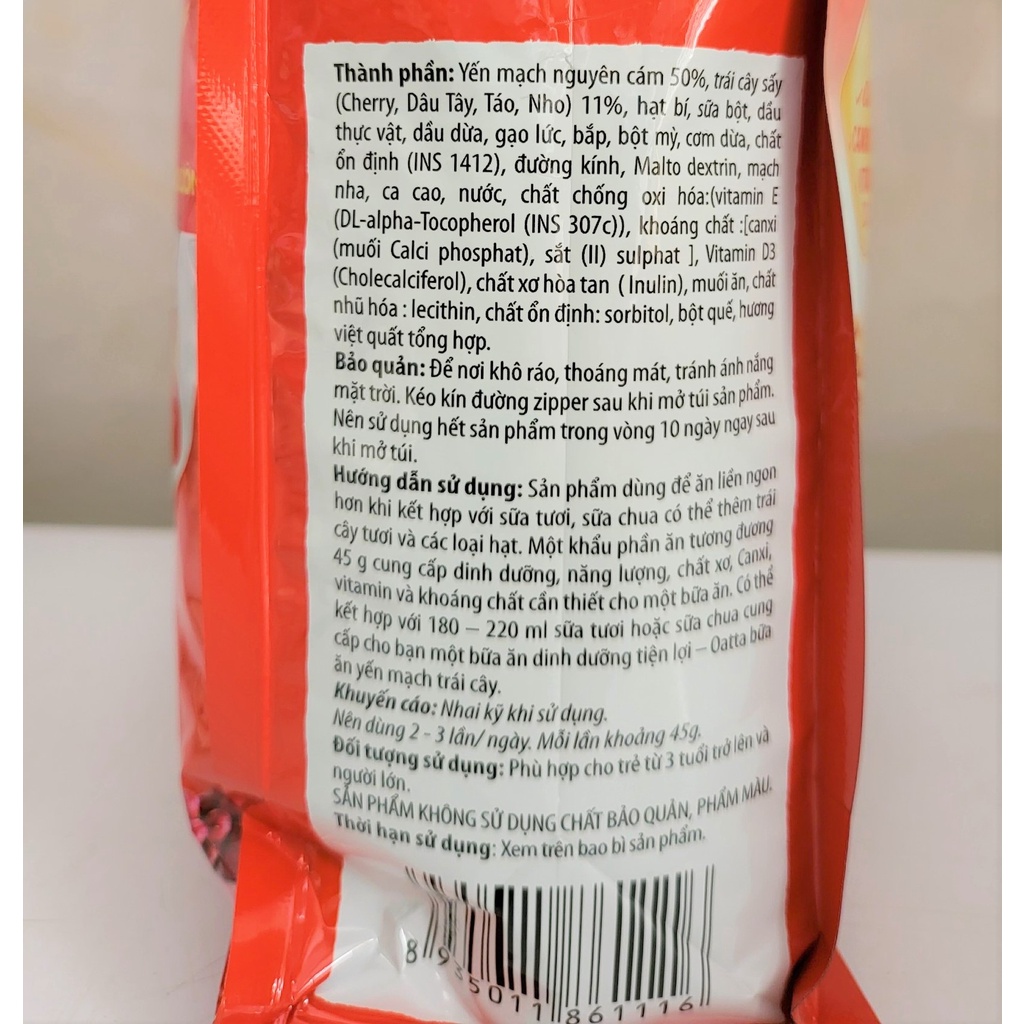 Thành phần: Yến mạch nguyên cám 50%, trái cây sấy
(Cherry, Dâu Tây, Táo, Nho) 11%, hạt bí, sữa bột, dầu
thực vật, dầu dừa, gạo lức, bắp, bột mỳ, cơm dừa, chất
ổn định (INS 1412), đường kính, Malto dextrin, mạch
nha, ca cao, nước, chất chống oxi hóa:(vitamin E
(DL-alpha-Tocopherol (INS 307c)), khoáng chất :[canxi
(muối Calci phosphat), sắt (II) sulphat ], Vitamin D3
(Cholecalciferol), chất xơ hòa tan ( Inulin), muối ăn, chất
nhũ hóa : lecithin, chất ổn định: sorbitol, bột quế, hương
việt quất tổng hợp.
Bảo quản: Để nơi khô ráo, thoáng mát, tránh ánh nắng
mặt trời. Kéo kín đường zipper sau khi mở túi sản phẩm.
Nên sử dụng hết sản phẩm trong vòng 10 ngày ngay sau
khi mở túi.
Hướng dẫn sử dụng: Sản phẩm dùng để ăn liền ngon
hơn khi kết hợp với sữa tươi, sữa chua có thể thêm trái
cây tươi và các loại hạt. Một khẩu phần ăn tương đương
45 g cung cấp dinh dưỡng, năng lượng, chất xơ, Canxi,
vitamin và khoáng chất cần thiết cho một bữa ăn. Có thể
kết hợp với 180 – 220 ml sữa tươi hoặc sữa chua cung
cấp cho bạn một bữa ăn dinh dưỡng tiện lợi – Oatta bữa
ăn yến mạch trái cây.
Khuyến cáo: Nhai kỹ khi sử dụng.
Nên dùng 2 - 3 lần/ ngày. Mỗi lần khoảng 45g.
Đối tượng sử dụng: Phù hợp cho trẻ từ 3 tuổi trở lên và
người lớn.
SẢN PHẨM KHÔNG SỬ DỤNG CHẤT BẢO QUẢN, PHẨM MÀU.
Thời hạn sử dụng: Xem trên bao bì sản phẩm.
8 935011 861116